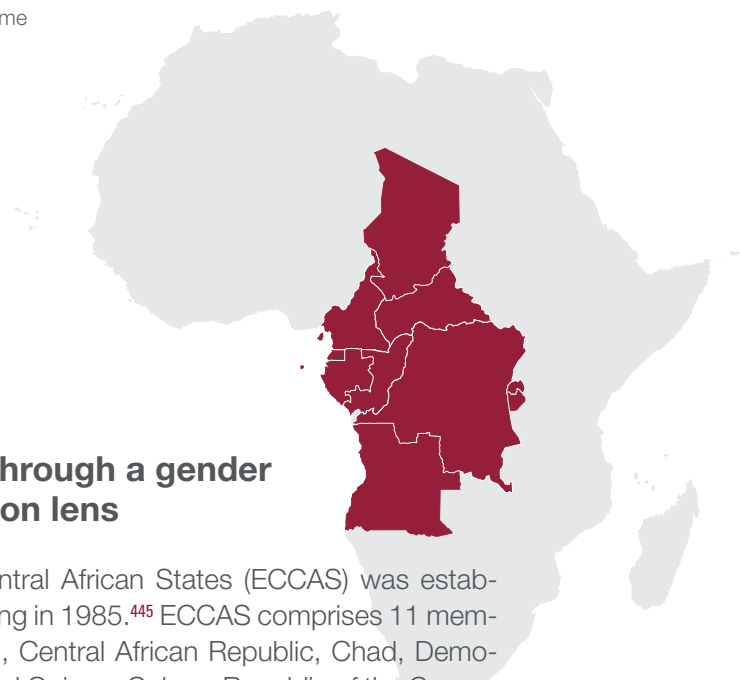 me
hrough a gender
on lens
ntral African States (ECCAS) was estab-
ng in 1985.445 ECCAS comprises 11 mem-
, Central African Republic, Chad, Demo-